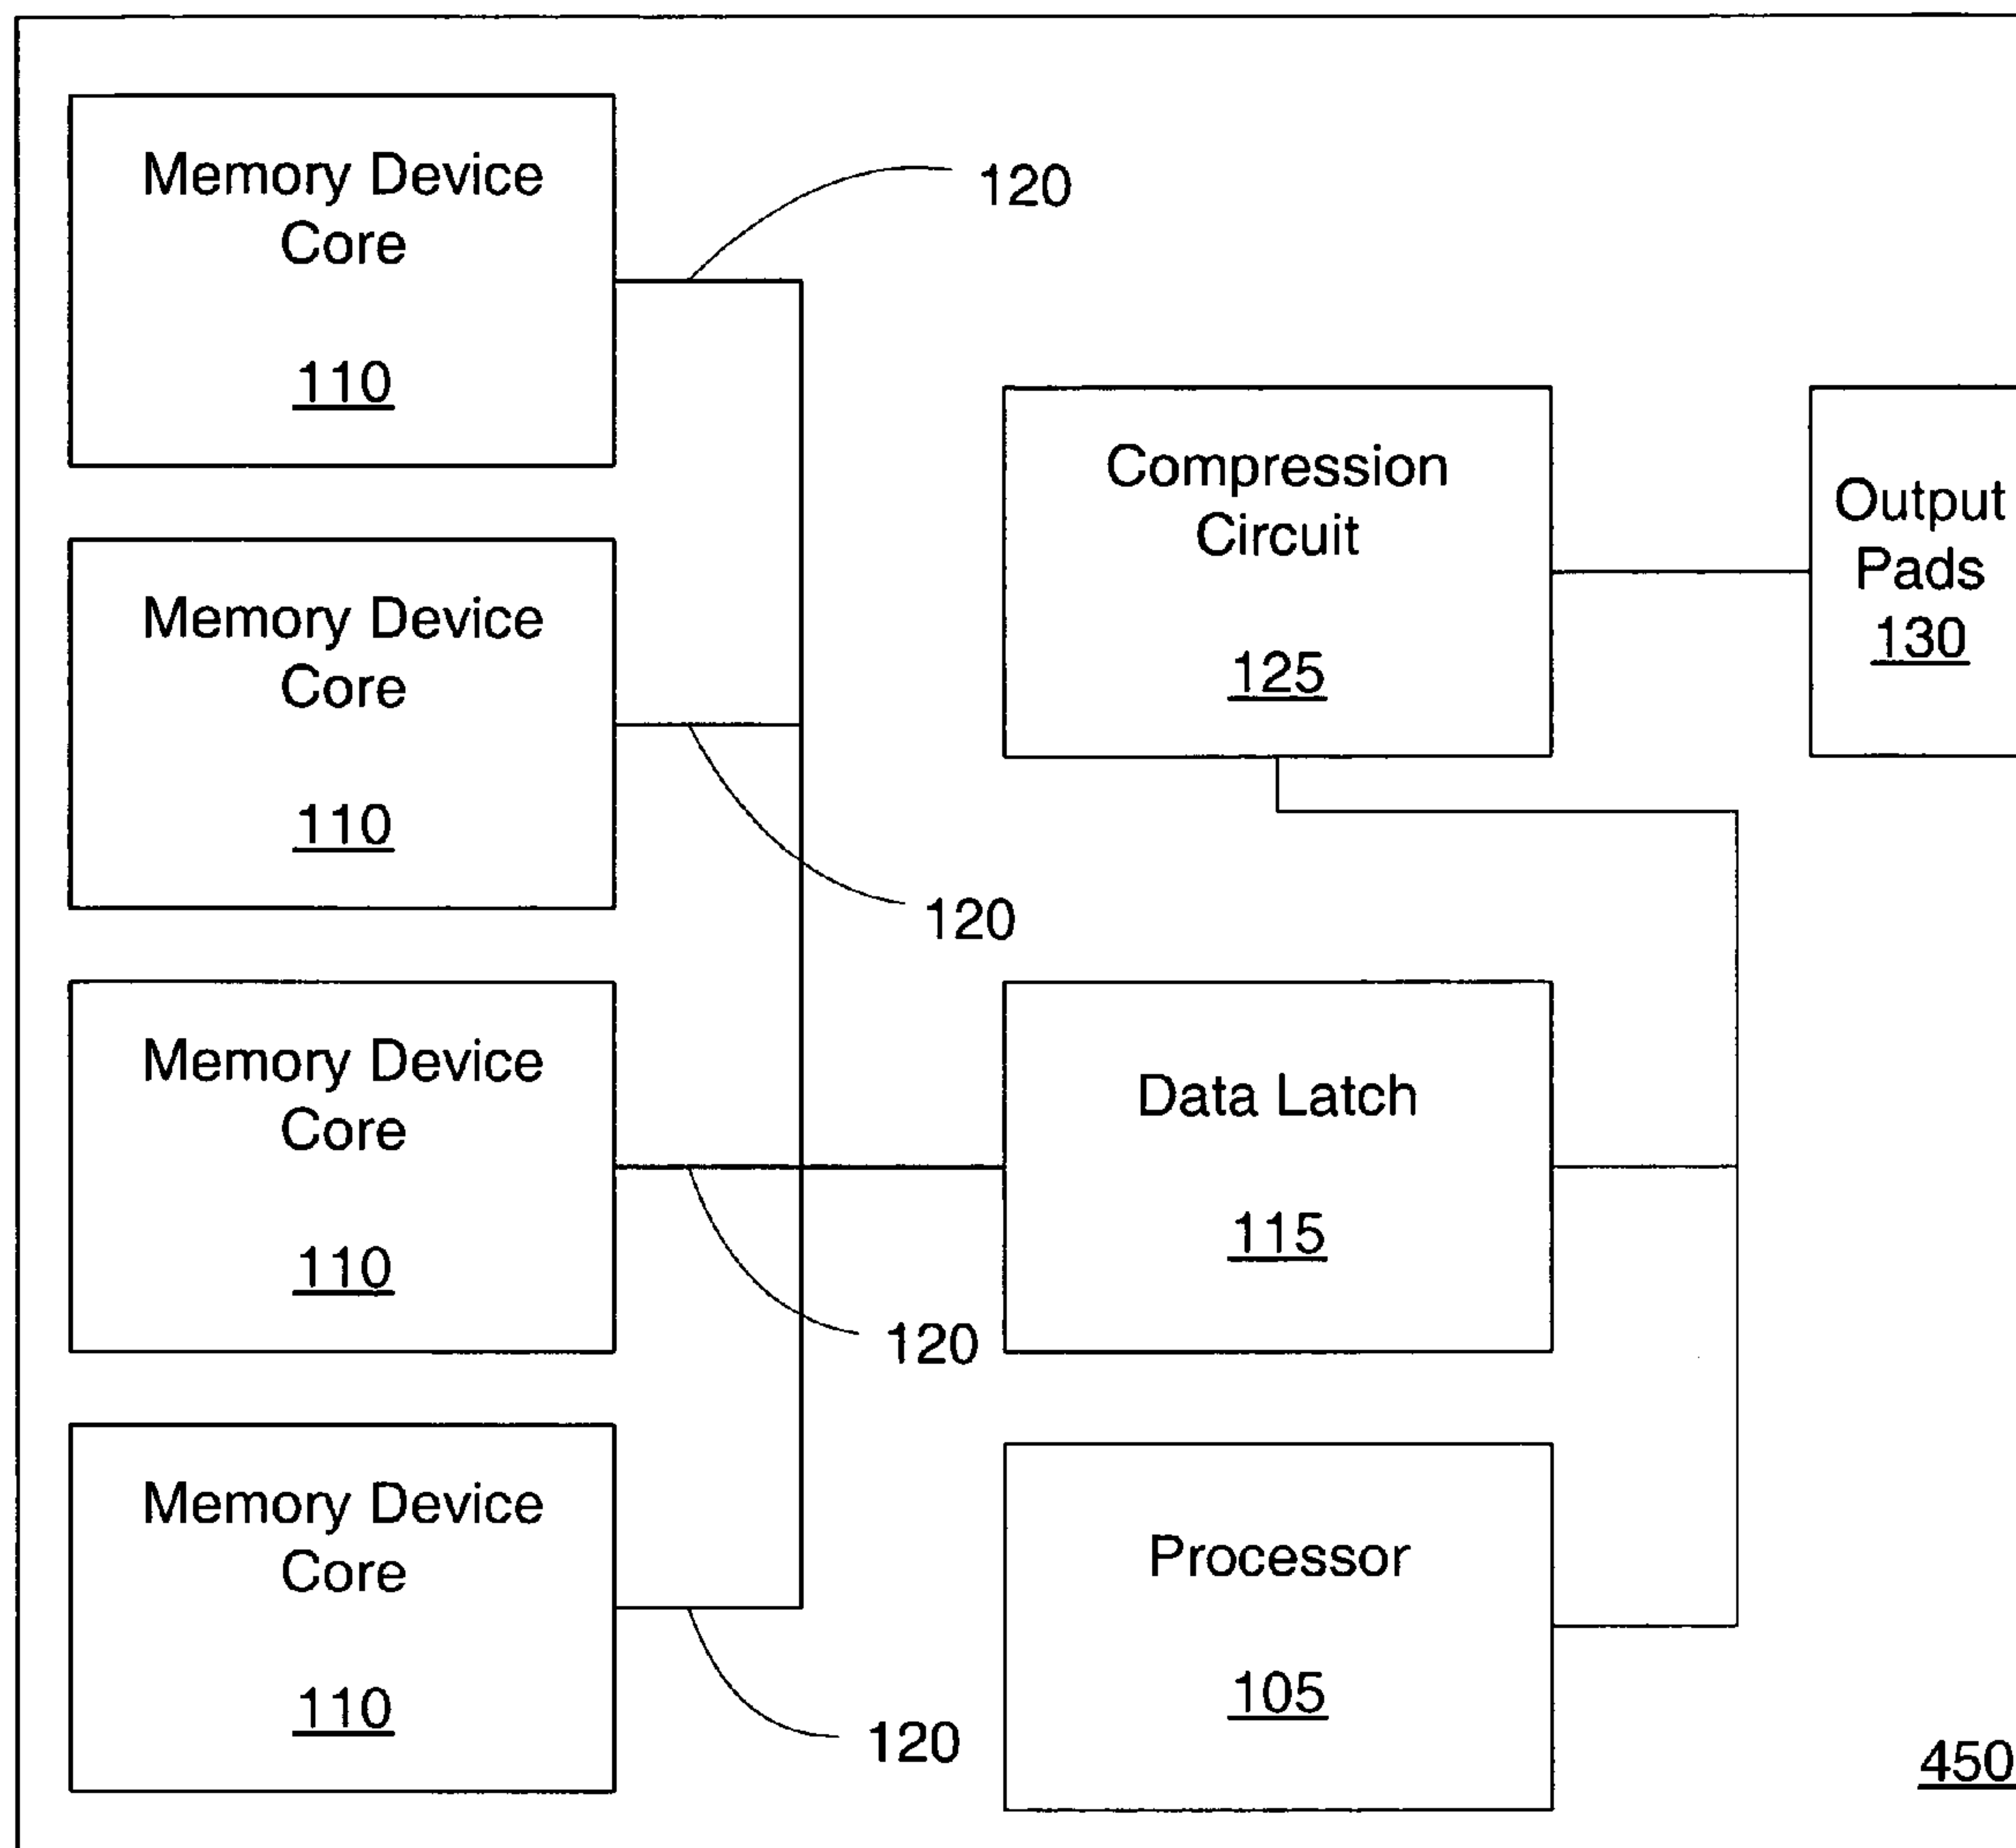 Memory Device
Core
110
120
Memory Device
Core
110
120
Memory Device
Core
110
120
Memory Device
Core
110
120
Compression
Circuit
125
Output
Pads
130
Data Latch
115
Processor
105
450